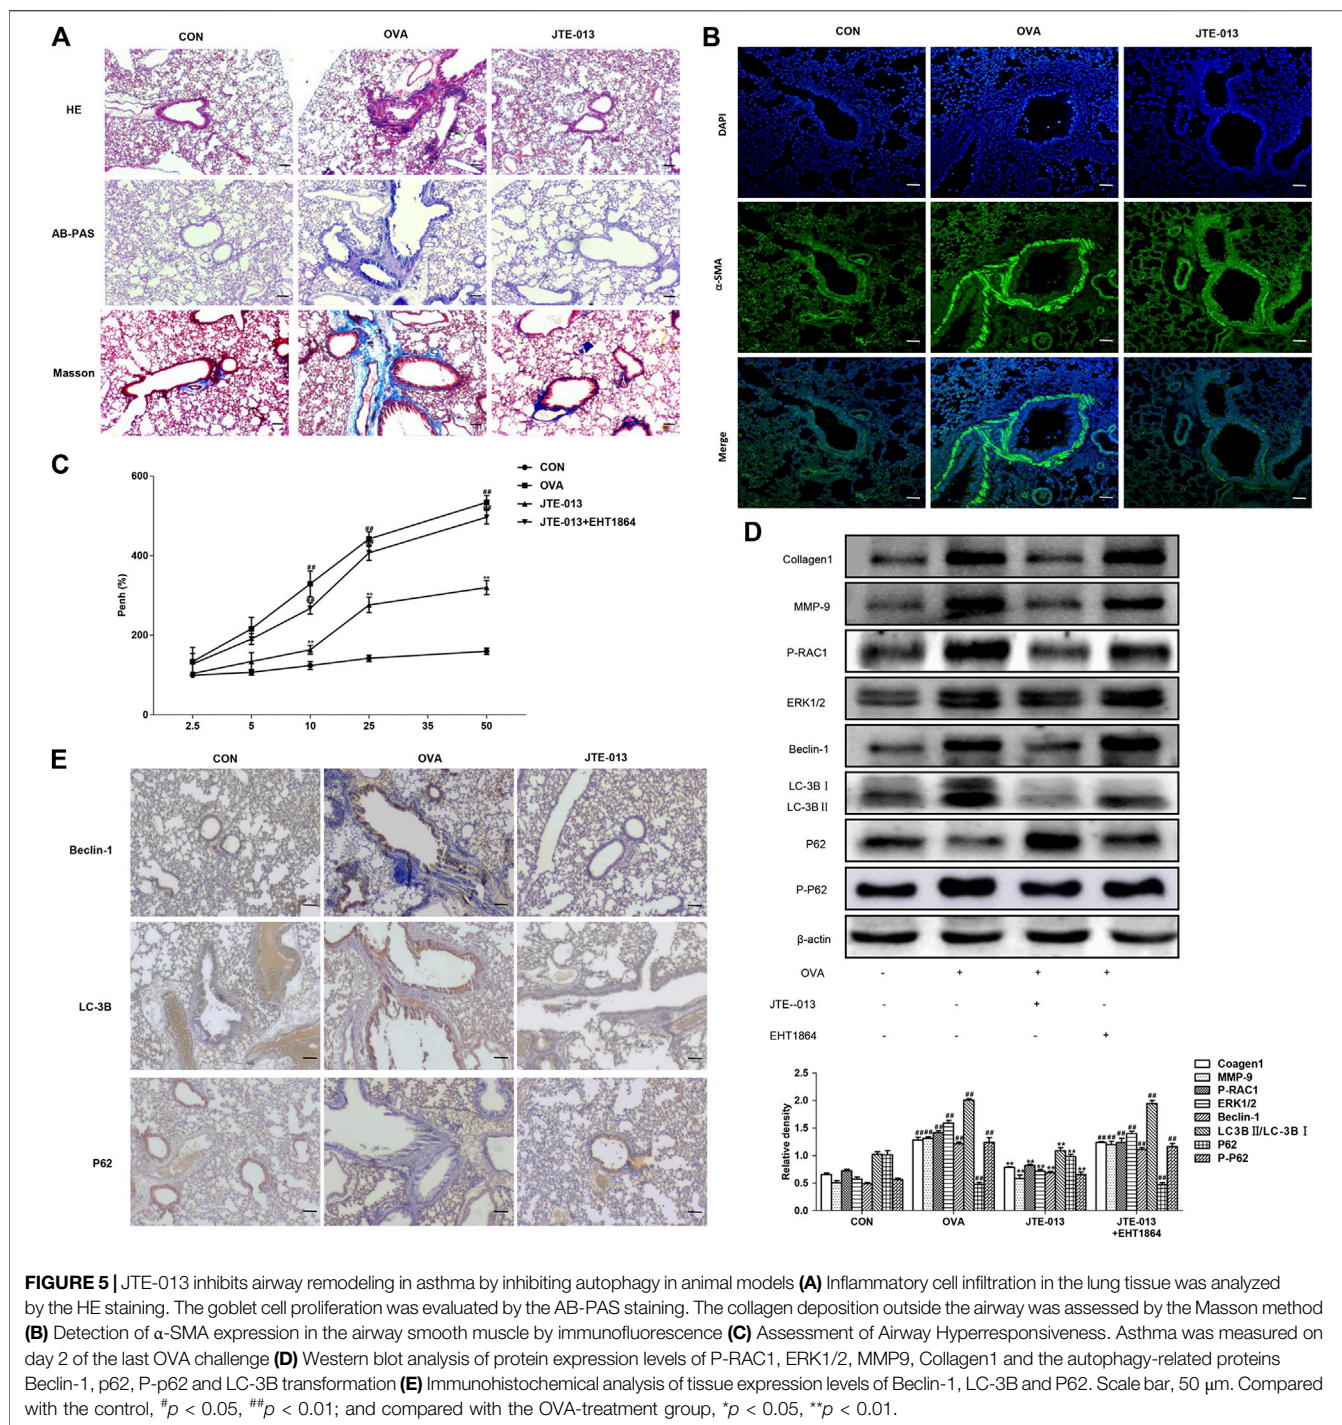 A
CON
OVA
JTE-013
HE
AB-PAS
Masson
B
CON
OVA
JTE-013
DAPI
α-SMA
Merge
C
CON
OVA
JTE-013
JTE-013+EHT1864
Penh (%)
600
400
200
0
2.5
5
10
25
35
50
##
##
##
**
**
**
D
Collagen1
MMP-9
P-RAC1
ERK1/2
Beclin-1
LC-3B Ⅰ
LC-3B Ⅱ
P62
P-P62
β-actin
OVA - + + +
JTE--013 - - + -
EHT1864 - - - +
Coagen1
MMP-9
P-RAC1
ERK1/2
Beclin-1
LC3B Ⅱ/LC-3B Ⅰ
P62
P-P62
Relative density
2.5
2.0
1.5
1.0
0.5
0.0
CON
OVA
JTE-013
JTE-013
+EHT1864
E
CON
OVA
JTE-013
Beclin-1
LC-3B
P62
FIGURE 5 | JTE-013 inhibits airway remodeling in asthma by inhibiting autophagy in animal models (A) Inflammatory cell infiltration in the lung tissue was analyzed
by the HE staining. The goblet cell proliferation was evaluated by the AB-PAS staining. The collagen deposition outside the airway was assessed by the Masson method
(B) Detection of α-SMA expression in the airway smooth muscle by immunofluorescence (C) Assessment of Airway Hyperresponsiveness. Asthma was measured on
day 2 of the last OVA challenge (D) Western blot analysis of protein expression levels of P-RAC1, ERK1/2, MMP9, Collagen1 and the autophagy-related proteins
Beclin-1, p62, P-p62 and LC-3B transformation (E) Immunohistochemical analysis of tissue expression levels of Beclin-1, LC-3B and P62. Scale bar, 50 μm. Compared
with the control, #p < 0.05, ##p < 0.01; and compared with the OVA-treatment group, *p < 0.05, **p < 0.01.